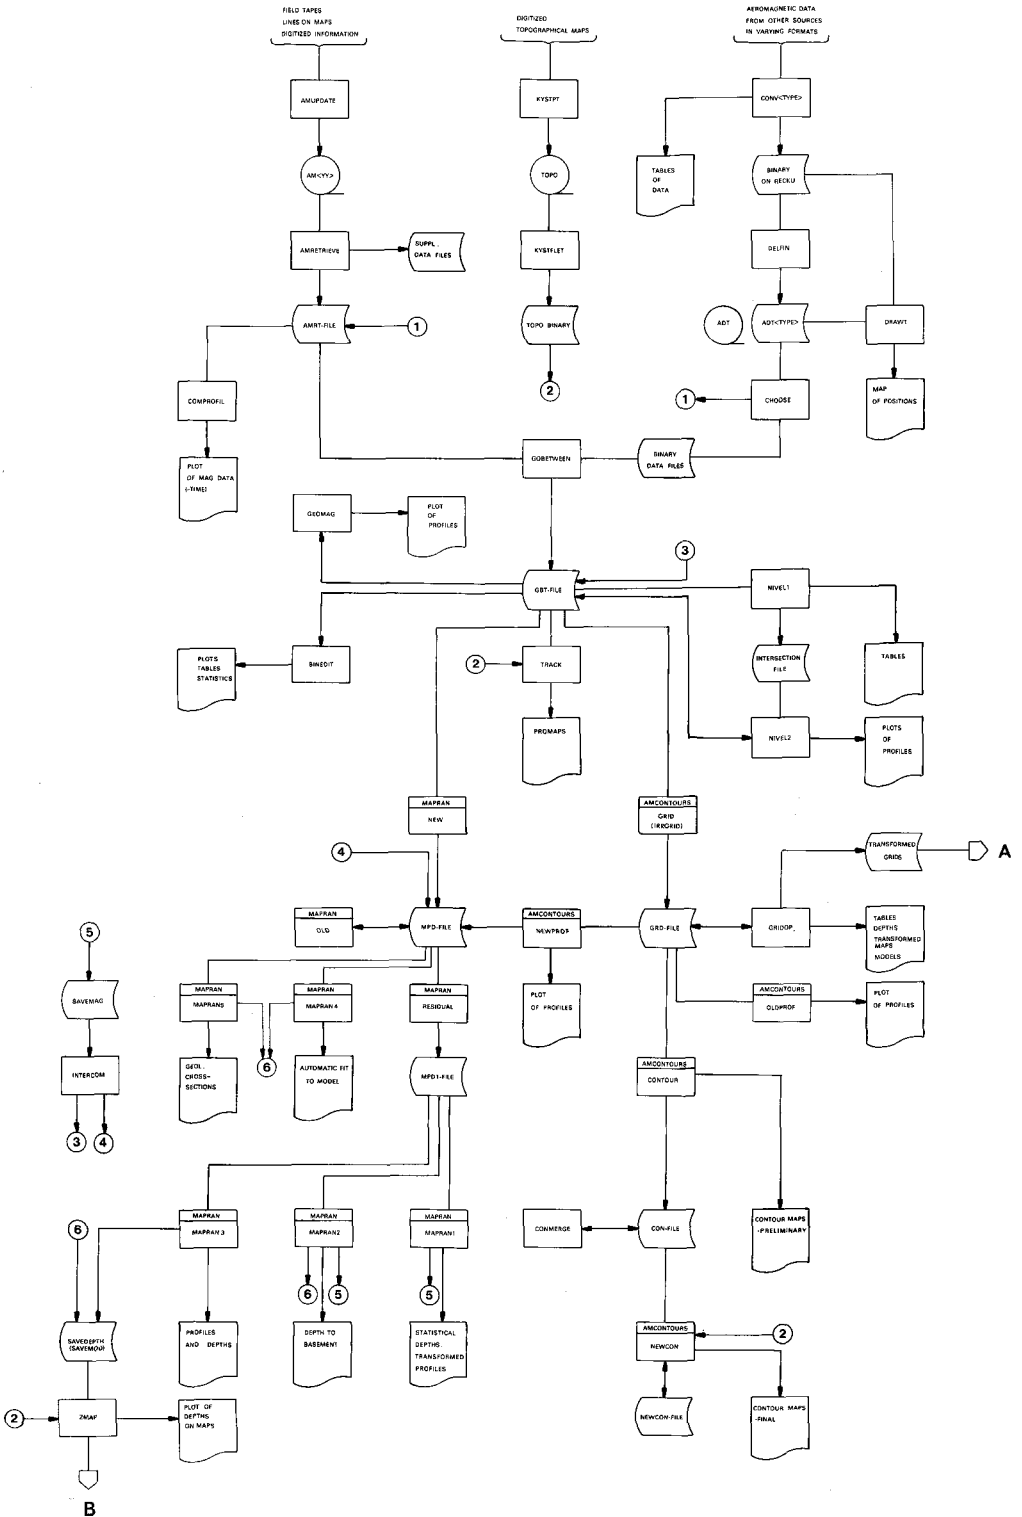 FIELD TAPES
LINES ON MAPS
DIGITIZED INFORMATION
DIGITIZED
TOPOGRAPHICAL MAPS
AEROMAGNETIC DATA
FROM OTHER SOURCES
IN VARYING FORMATS
AMUPDATE
KYSTPT
CONV<TYPE>
AM<YY>
TOPO
TABLES
OF
DATA
BINARY
ON RECKU
AMRETRIEVE
SUPPL.
DATA FILES
KYSTFLET
DELFIN
AMRT-FILE
1
TOPO BINARY
ADT
ADT<TYPE>
DRAWT
2
COMPROFIL
1
CHOOSE
MAP
OF POSITIONS
PLOT
OF MAG DATA
(-TIME)
GOBETWEEN
BINARY
DATA FILES
GEOMAG
PLOT
OF
PROFILES
3
GBT-FILE
NIVEL1
PLOTS
TABLES
STATISTICS
BINEDIT
2
TRACK
INTERSECTION
FILE
TABLES
PROMAPS
NIVEL2
PLOTS
OF
PROFILES
MAPRAN
NEW
AMCONTOURS
GRID
(IRRGRID)
4
TRANSFORMED
GRIDS
A
5
MAPRAN
OLD
MPD-FILE
AMCONTOURS
NEWPROF
GRD-FILE
GRIDOP.
TABLES
DEPTHS
TRANSFORMED
MAPS
MODELS
SAVEMAG
MAPRAN
MAPRAN5
MAPRAN
MAPRAN4
MAPRAN
RESIDUAL
PLOT
OF PROFILES
AMCONTOURS
OLDPROF
PLOT
OF PROFILES
INTERCOM
GEOL.
CROSS-
SECTIONS
6
AUTOMATIC FIT
TO MODEL
MPD1-FILE
AMCONTOURS
CONTOUR
3
4
6
MAPRAN
MAPRAN3
MAPRAN
MAPRAN2
MAPRAN
MAPRAN1
CONMERGE
CON-FILE
CONTOUR MAPS
-PRELIMINARY
6
5
5
SAVEDEPTH
(SAVEMOD)
PROFILES
AND DEPTHS
DEPTH TO
BASEMENT
STATISTICAL
DEPTHS.
TRANSFORMED
PROFILES
AMCONTOURS
NEWCON
2
2
ZMAP
PLOT OF
DEPTHS
ON MAPS
NEWCON-FILE
CONTOUR MAPS
-FINAL
B